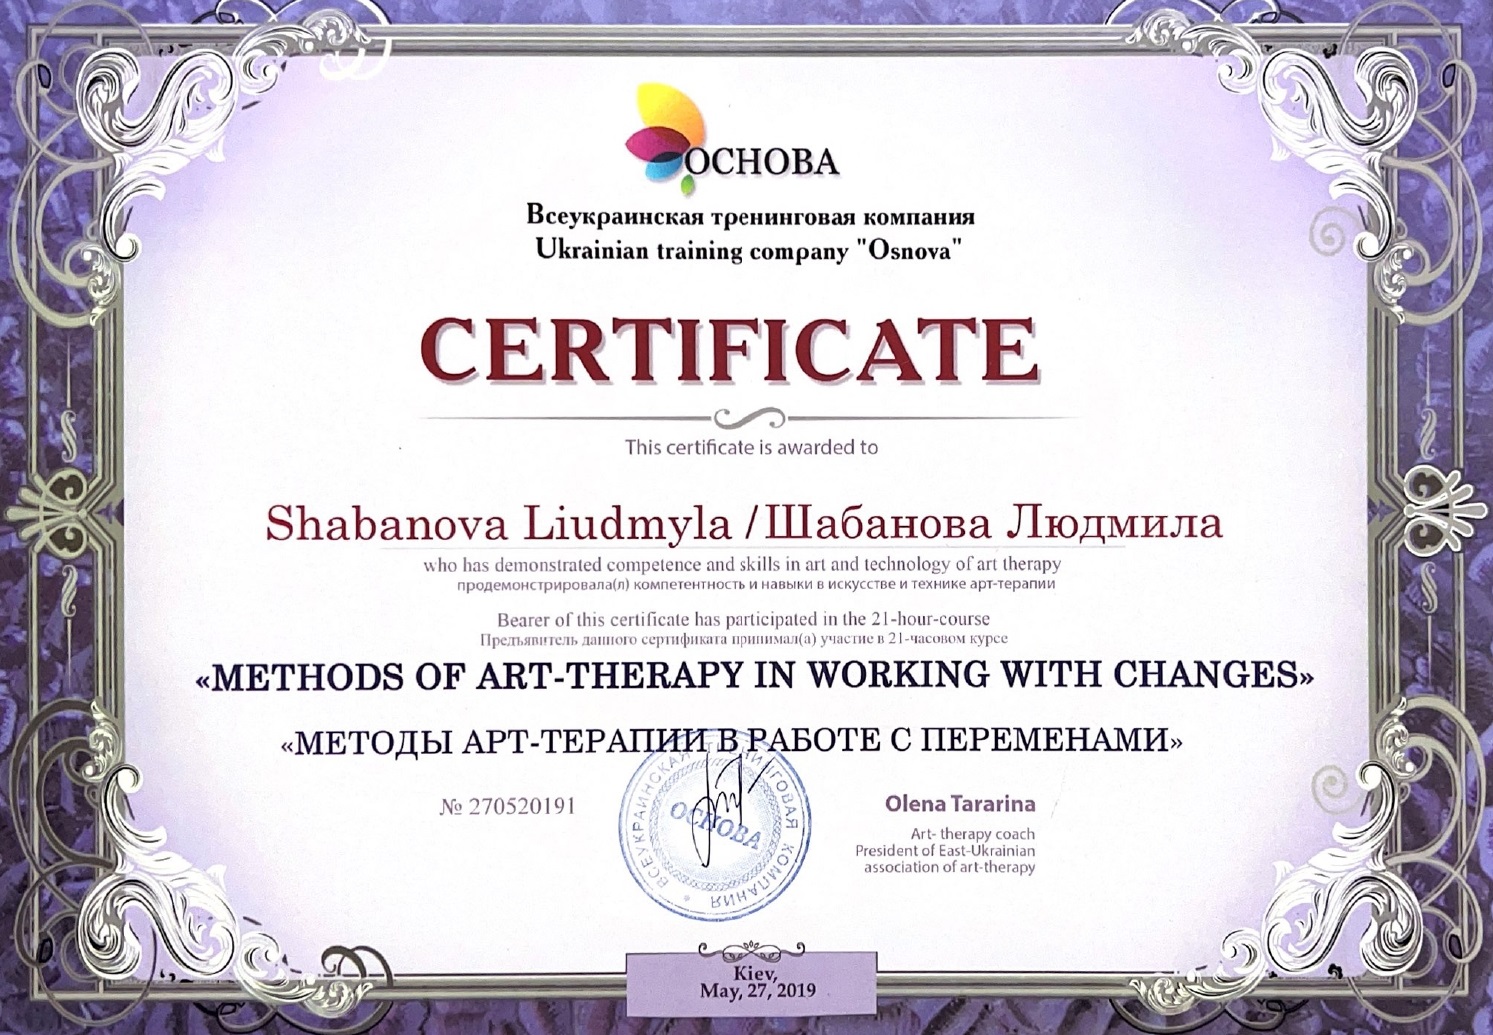 ОСНОВА
Всеукраинская тренинговая компания
Ukrainian training company "Osnova"
CERTIFICATE
This certificate is awarded to
Shabanova Liudmyla / Шабанова Людмила
who has demonstrated competence and skills in art and technology of art therapy
продемонстрировала(л) компетентность и навыки в искусстве и технике арт-терапии
Bearer of this certificate has participated in the 21-hour-course
Предъявитель данного сертификата принимал(а) участие в 21-часовом курсе
«METHODS OF ART-THERAPY IN WORKING WITH CHANGES»
«МЕТОДЫ АРТ-ТЕРАПИИ В РАБОТЕ С ПЕРЕМЕНАМИ»
№ 270520191
ВСЕУКРАИНСКАЯ ТРЕНИНГОВАЯ КОМПАНИЯ
ОСНОВА
Olena Tararina
Art- therapy coach
President of East-Ukrainian
association of art-therapy
Kiev,
May, 27, 2019